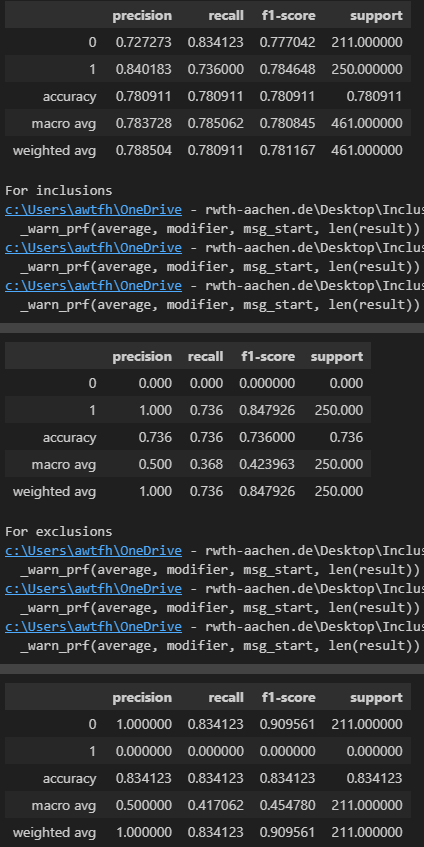 precision recall f1-score support
0 0.727273 0.834123 0.777042 211.000000
1 0.840183 0.736000 0.784648 250.000000
accuracy 0.780911 0.780911 0.780911 0.780911
macro avg 0.783728 0.785062 0.780845 461.000000
weighted avg 0.788504 0.780911 0.781167 461.000000
For inclusions
c:\Users\awtfh\OneDrive - rwth-aachen.de\Desktop\Inclus
_warn_prf(average, modifier, msg_start, len(result))
c:\Users\awtfh\OneDrive - rwth-aachen.de\Desktop\Inclus
_warn_prf(average, modifier, msg_start, len(result))
c:\Users\awtfh\OneDrive - rwth-aachen.de\Desktop\Inclus
_warn_prf(average, modifier, msg_start, len(result))
precision recall f1-score support
0 0.000 0.000 0.000000 0.000
1 1.000 0.736 0.847926 250.000
accuracy 0.736 0.736 0.736000 0.736
macro avg 0.500 0.368 0.423963 250.000
weighted avg 1.000 0.736 0.847926 250.000
For exclusions
c:\Users\awtfh\OneDrive - rwth-aachen.de\Desktop\Inclus
_warn_prf(average, modifier, msg_start, len(result))
c:\Users\awtfh\OneDrive - rwth-aachen.de\Desktop\Inclus
_warn_prf(average, modifier, msg_start, len(result))
c:\Users\awtfh\OneDrive - rwth-aachen.de\Desktop\Inclus
_warn_prf(average, modifier, msg_start, len(result))
precision recall f1-score support
0 1.000000 0.834123 0.909561 211.000000
1 0.000000 0.000000 0.000000 0.000000
accuracy 0.834123 0.834123 0.834123 0.834123
macro avg 0.500000 0.417062 0.454780 211.000000
weighted avg 1.000000 0.834123 0.909561 211.000000